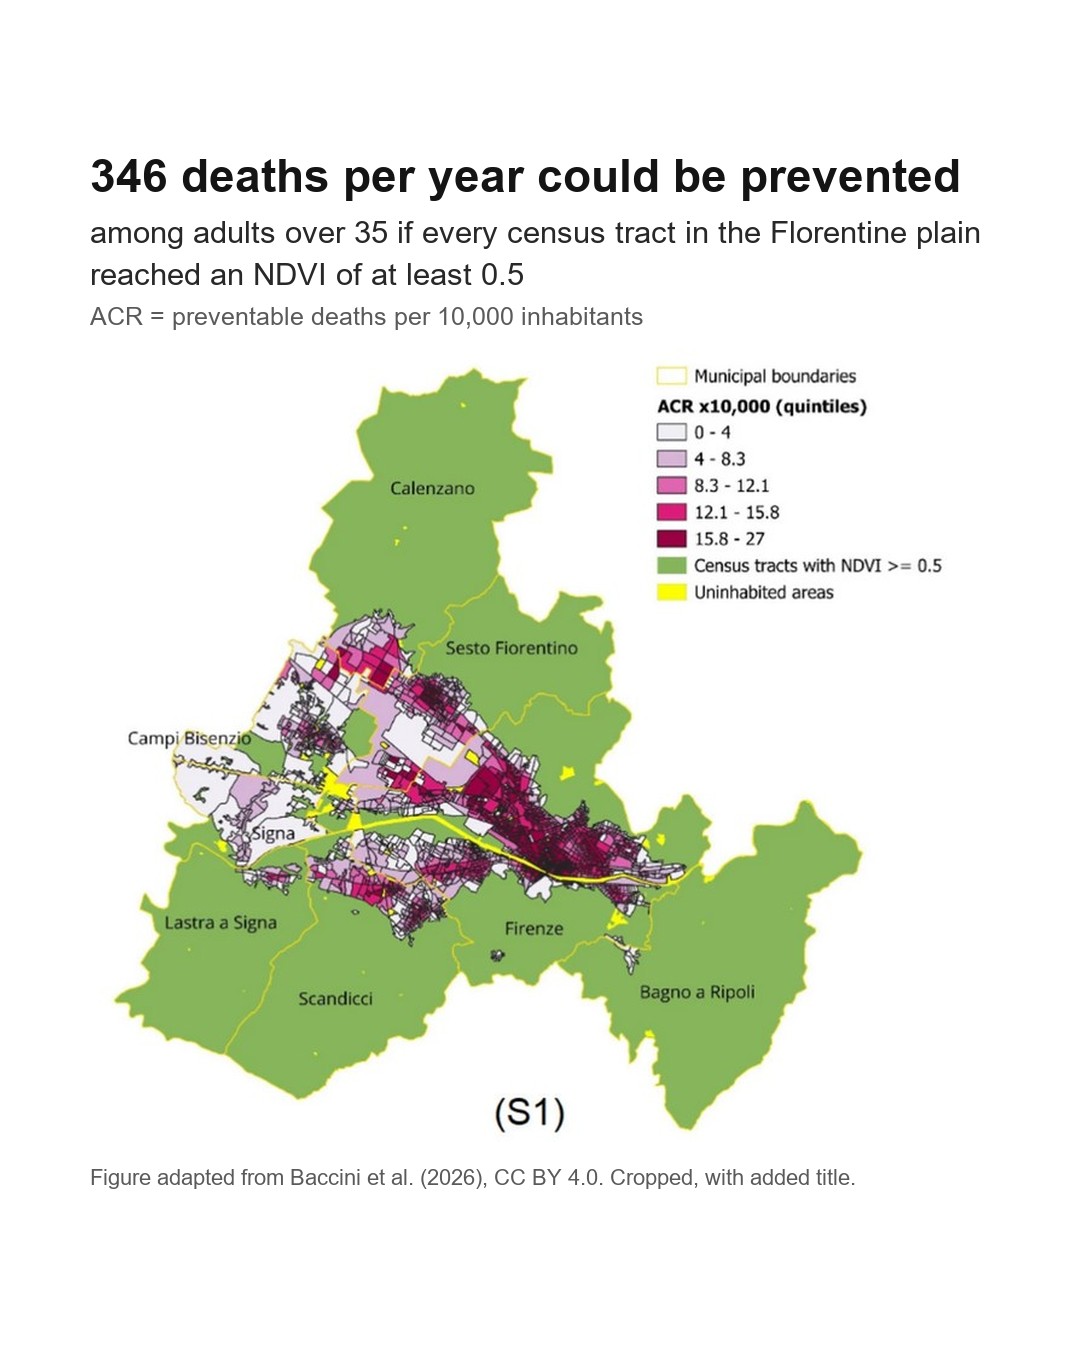 346 deaths per year could be prevented
among adults over 35 if every census tract in the Florentine plain
reached an NDVI of at least 0.5
ACR = preventable deaths per 10,000 inhabitants
Municipal boundaries
ACR x10,000 (quintiles)
0 - 4
4 - 8.3
8.3 - 12.1
12.1 - 15.8
15.8 - 27
Census tracts with NDVI >= 0.5
Uninhabited areas
Calenzano
Sesto Fiorentino
Campi Bisenzio
Signa
Lastra a Signa
Firenze
Scandicci
Bagno a Ripoli
(S1)
Figure adapted from Baccini et al. (2026), CC BY 4.0. Cropped, with added title.